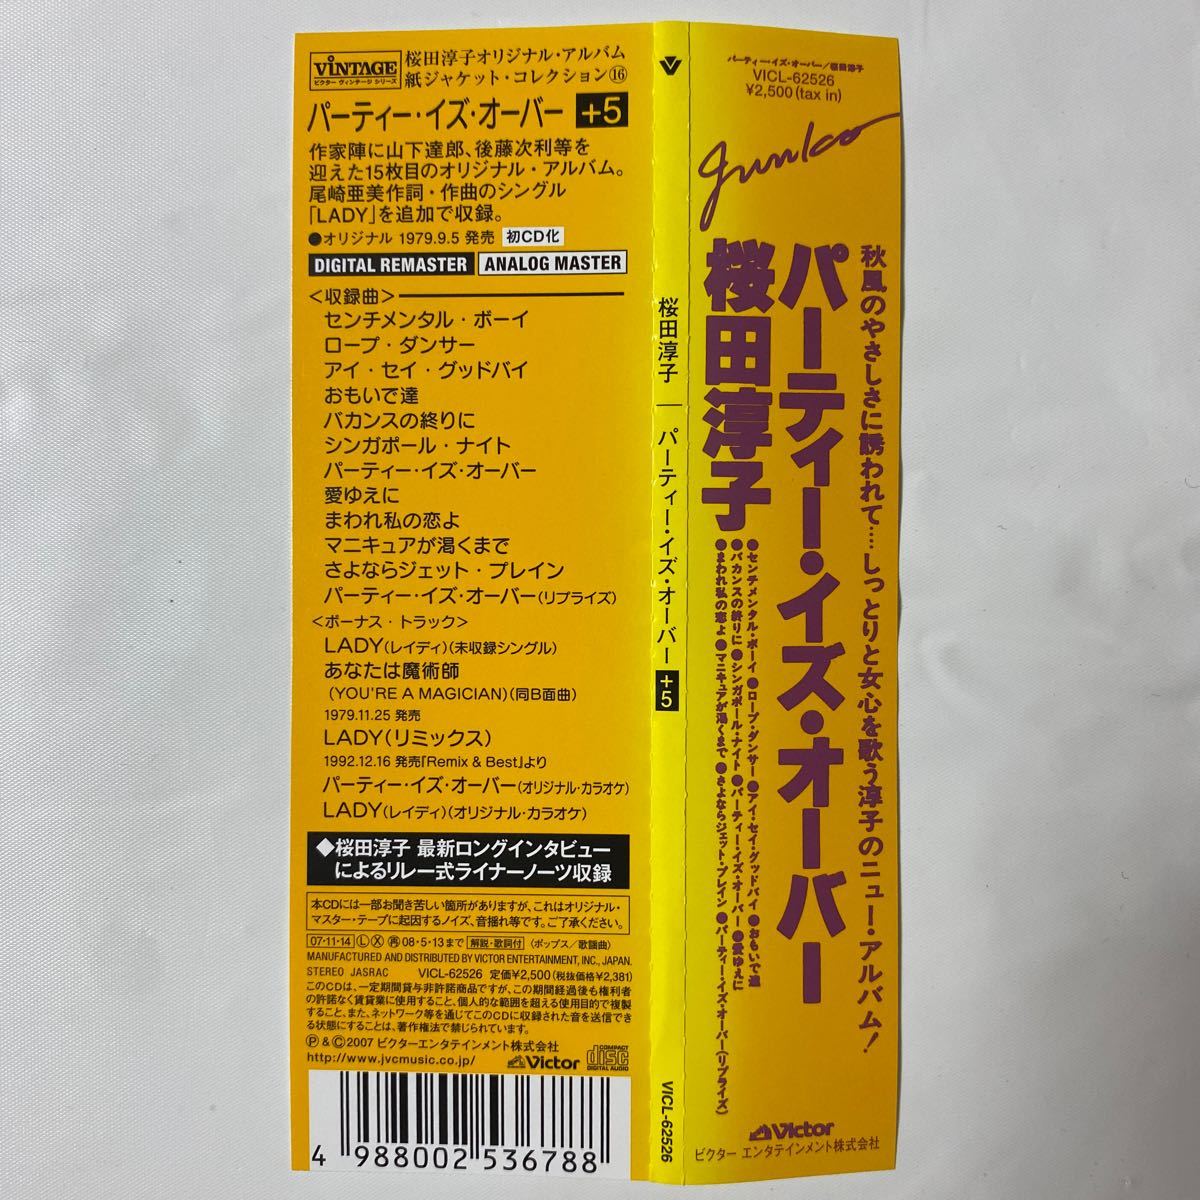 VINTAGE
ビクター ヴィンテージ シリーズ
桜田淳子オリジナル・アルバム
紙ジャケット・コレクション⑯
パーティー・イズ・オーバー +5
作家陣に山下達郎、後藤次利等を
迎えた15枚目のオリジナル・アルバム。
尾崎亜美作詞・作曲のシングル
「LADY」を追加で収録。
●オリジナル 1979.9.5 発売 初CD化
DIGITAL REMASTER ANALOG MASTER
<収録曲>
センチメンタル・ボーイ
ロープ・ダンサー
アイ・セイ・グッドバイ
おもいで達
バカンスの終りに
シンガポール・ナイト
パーティー・イズ・オーバー
愛ゆえに
まわれ私の恋よ
マニキュアが渇くまで
さよならジェット・プレイン
パーティー・イズ・オーバー(リプライズ)
<ボーナス・トラック>
LADY(レイディ)(未収録シングル)
あなたは魔術師
(YOU'RE A MAGICIAN)(同B面曲)
1979.11.25 発売
LADY(リミックス)
1992.12.16 発売『Remix & Best』より
パーティー・イズ・オーバー(オリジナル・カラオケ)
LADY(レイディ)(オリジナル・カラオケ)
◆桜田淳子 最新ロングインタビュー
によるリレー式ライナーノーツ収録
本CDには一部お聞き苦しい箇所がありますが、これはオリジナル・
マスター・テープに起因するノイズ、音揺れ等です。ご了承ください。
07・11・14 Ⓛ Ⓧ ㊢08・5・13まで 解説・歌詞付 (ポップス/歌謡曲)
MANUFACTURED AND DISTRIBUTED BY VICTOR ENTERTAINMENT, INC., JAPAN.
STEREO JASRAC VICL-62526 定価¥2,500(税抜価格¥2,381)
このCDは、一定期間貸与非許諾商品ですが、この期間経過後も権利者
の許諾なく賃貸業に使用すること、個人的な範囲を超える使用目的で複製
すること、また、ネットワーク等を通じてこのCDに収録された音を送信でき
る状態にすることは、著作権法で禁じられています。
Ⓟ&Ⓒ2007 ビクターエンタテインメント株式会社
http://www.jvcmusic.co.jp/ Victor COMPACT disc DIGITAL AUDIO
4 988002 536788
桜田淳子 ― パーティー・イズ・オーバー +5
VICL-62526
パーティー・イズ・オーバー/桜田淳子
VICL-62526
¥2,500(tax in)
junko
秋風のやさしさに誘われて‥‥しっとりと女心を歌う淳子のニュー・アルバム!
パーティー・イズ・オーバー
桜田淳子
●センチメンタル・ボーイ●ロープ・ダンサー●アイ・セイ・グッドバイ●おもいで達
●バカンスの終りに●シンガポール・ナイト●パーティー・イズ・オーバー●愛ゆえに
●まわれ私の恋よ●マニキュアが渇くまで●さよならジェット・プレイン●パーティー・イズ・オーバー(リプライズ)
Victor
ビクター エンタテインメント株式会社